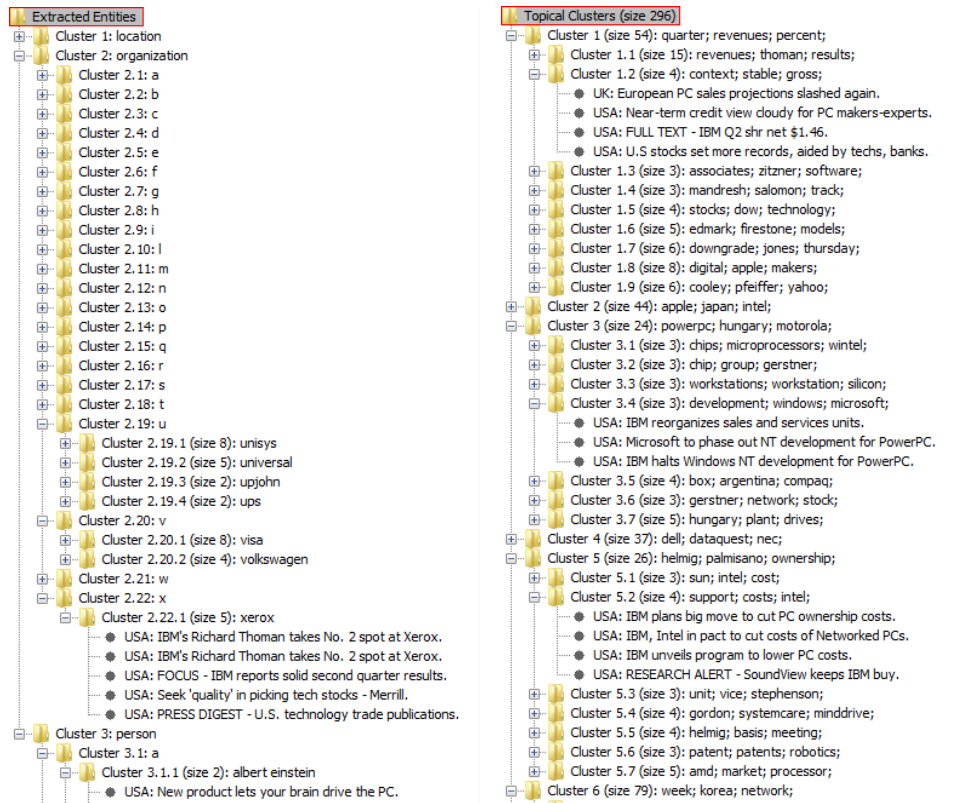 Extracted Entities
Cluster 1: location
Cluster 2: organization
Cluster 2.1: a
Cluster 2.2: b
Cluster 2.3: c
Cluster 2.4: d
Cluster 2.5: e
Cluster 2.6: f
Cluster 2.7: g
Cluster 2.8: h
Cluster 2.9: i
Cluster 2.10: l
Cluster 2.11: m
Cluster 2.12: n
Cluster 2.13: o
Cluster 2.14: p
Cluster 2.15: q
Cluster 2.16: r
Cluster 2.17: s
Cluster 2.18: t
Cluster 2.19: u
Cluster 2.19.1 (size 8): unisys
Cluster 2.19.2 (size 5): universal
Cluster 2.19.3 (size 2): upjohn
Cluster 2.19.4 (size 2): ups
Cluster 2.20: v
Cluster 2.20.1 (size 8): visa
Cluster 2.20.2 (size 4): volkswagen
Cluster 2.21: w
Cluster 2.22: x
Cluster 2.22.1 (size 5): xerox
USA: IBM's Richard Thoman takes No. 2 spot at Xerox.
USA: IBM's Richard Thoman takes No. 2 spot at Xerox.
USA: FOCUS - IBM reports solid second quarter results.
USA: Seek 'quality' in picking tech stocks - Merrill.
USA: PRESS DIGEST - U.S. technology trade publications.
Cluster 3: person
Cluster 3.1: a
Cluster 3.1.1 (size 2): albert einstein
USA: New product lets your brain drive the PC.
Topical Clusters (size 296)
Cluster 1 (size 54): quarter; revenues; percent;
Cluster 1.1 (size 15): revenues; thoman; results;
Cluster 1.2 (size 4): context; stable; gross;
UK: European PC sales projections slashed again.
USA: Near-term credit view cloudy for PC makers-experts.
USA: FULL TEXT - IBM Q2 shr net $1.46.
USA: U.S stocks set more records, aided by techs, banks.
Cluster 1.3 (size 3): associates; zitzner; software;
Cluster 1.4 (size 3): mandresh; salomon; track;
Cluster 1.5 (size 4): stocks; dow; technology;
Cluster 1.6 (size 5): edmark; firestone; models;
Cluster 1.7 (size 6): downgrade; jones; thursday;
Cluster 1.8 (size 8): digital; apple; makers;
Cluster 1.9 (size 6): cooley; pfeiffer; yahoo;
Cluster 2 (size 44): apple; japan; intel;
Cluster 3 (size 24): powerpc; hungary; motorola;
Cluster 3.1 (size 3): chips; microprocessors; wintel;
Cluster 3.2 (size 3): chip; group; gerstner;
Cluster 3.3 (size 3): workstations; workstation; silicon;
Cluster 3.4 (size 3): development; windows; microsoft;
USA: IBM reorganizes sales and services units.
USA: Microsoft to phase out NT development for PowerPC.
USA: IBM halts Windows NT development for PowerPC.
Cluster 3.5 (size 4): box; argentina; compaq;
Cluster 3.6 (size 3): gerstner; network; stock;
Cluster 3.7 (size 5): hungary; plant; drives;
Cluster 4 (size 37): dell; dataquest; nec;
Cluster 5 (size 26): helmig; palmisano; ownership;
Cluster 5.1 (size 3): sun; intel; cost;
Cluster 5.2 (size 4): support; costs; intel;
USA: IBM plans big move to cut PC ownership costs.
USA: IBM, Intel in pact to cut costs of Networked PCs.
USA: IBM unveils program to lower PC costs.
USA: RESEARCH ALERT - SoundView keeps IBM buy.
Cluster 5.3 (size 3): unit; vice; stephenson;
Cluster 5.4 (size 4): gordon; systemcare; minddrive;
Cluster 5.5 (size 4): helmig; basis; meeting;
Cluster 5.6 (size 3): patent; patents; robotics;
Cluster 5.7 (size 5): amd; market; processor;
Cluster 6 (size 79): week; korea; network;